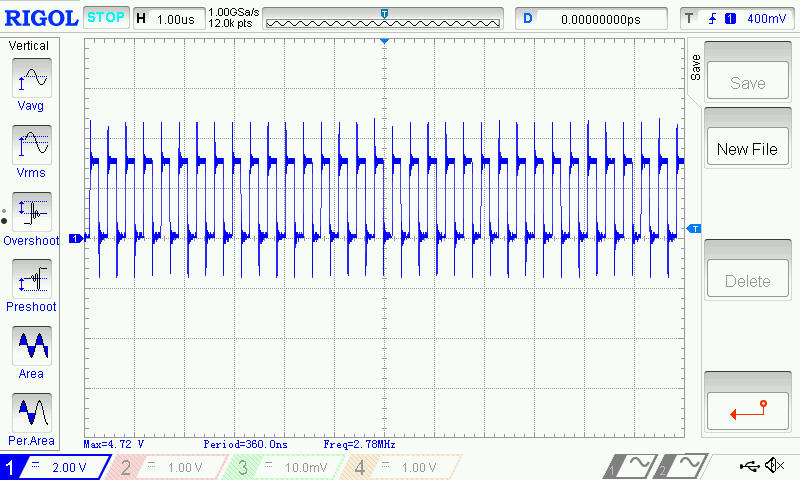 RIGOL STOP H 1.00us 1.00GSa/s D 0.00000000ps T 1 400mV
12.0k pts
T
Vertical
Vavg
Vrms
Overshoot
Preshoot
Area
Per.Area
1
T
Save
Save
New File
Delete
Max=4.72 V Period=360.0ns Freq=2.78MHz
1 2.00 V 2 1.00 V 3 10.0mV 4 1.00 V 1 2